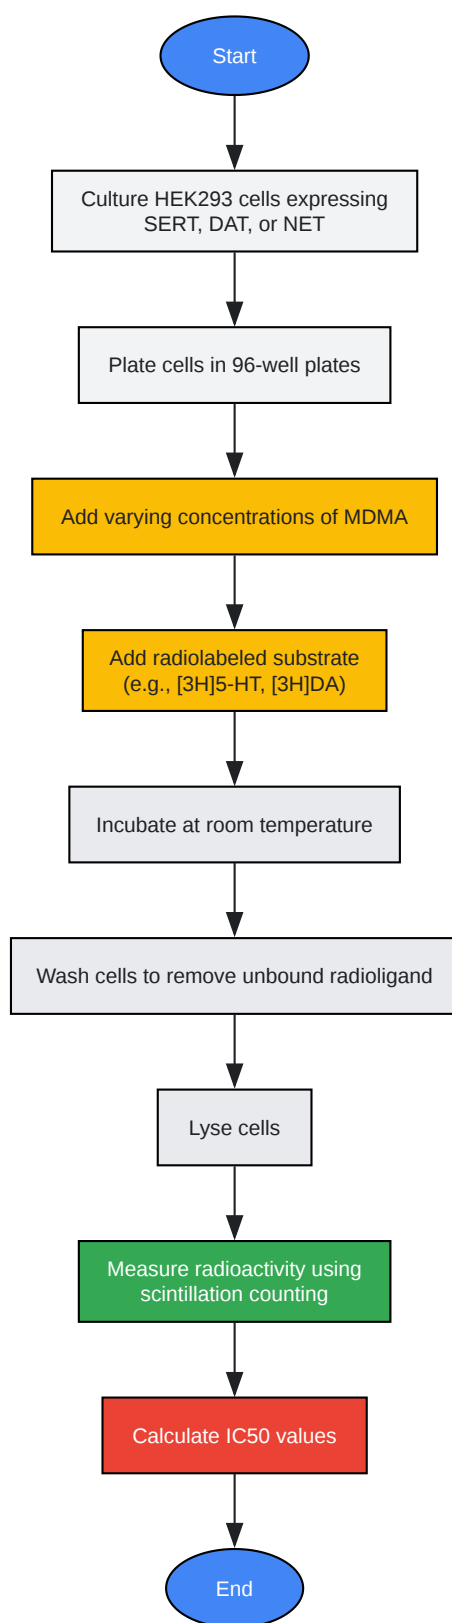 Start
Culture HEK293 cells expressing
SERT, DAT, or NET
Plate cells in 96-well plates
Add varying concentrations of MDMA
Add radiolabeled substrate
(e.g., [3H]5-HT, [3H]DA)
Incubate at room temperature
Wash cells to remove unbound radioligand
Lyse cells
Measure radioactivity using
scintillation counting
Calculate IC50 values
End